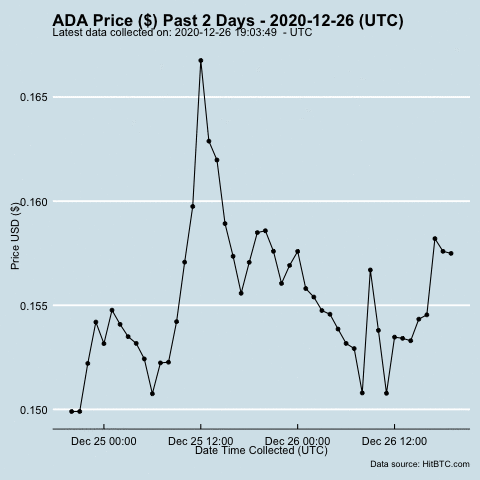 ADA Price ($) Past 2 Days - 2020-12-26 (UTC)
Latest data collected on: 2020-12-26 19:03:49 - UTC
0.165
0.160
0.155
0.150
Price USD ($)
Dec 25 00:00 Dec 25 12:00 Dec 26 00:00 Dec 26 12:00
Date Time Collected (UTC)
Data source: HitBTC.com